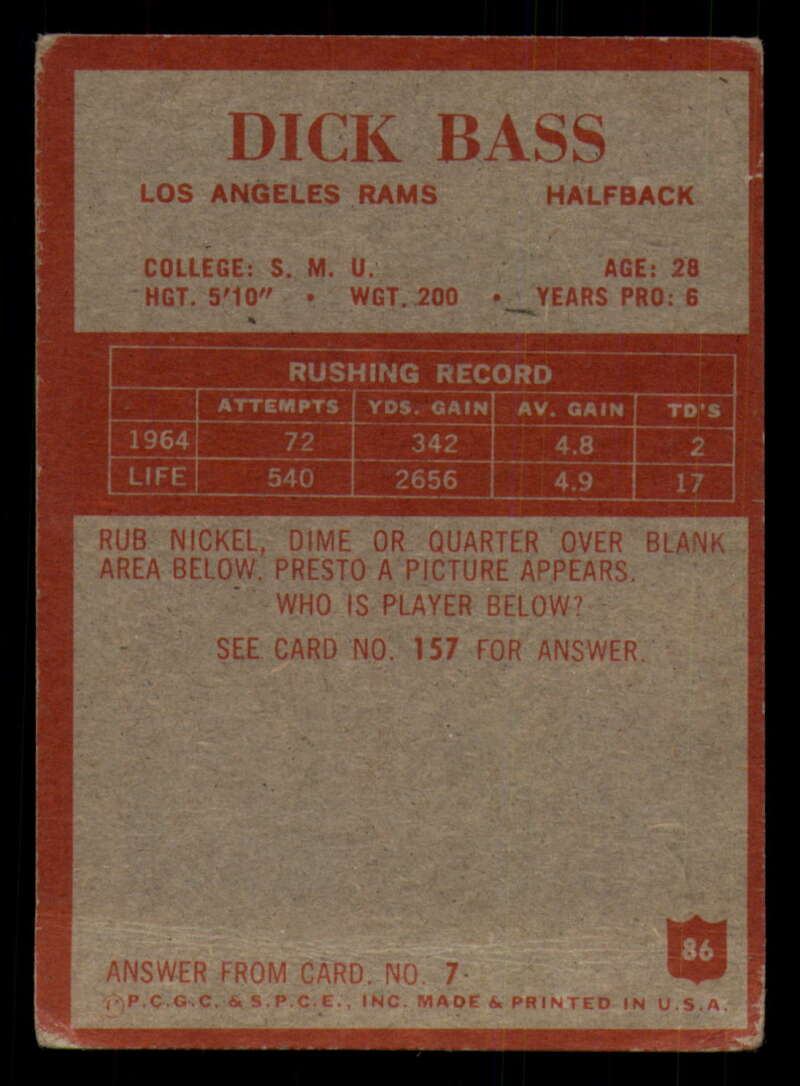 DICK BASS
LOS ANGELES RAMS HALFBACK
COLLEGE: S. M. U. AGE: 28
HGT. 5'10" • WGT. 200 • YEARS PRO: 6
RUSHING RECORD
ATTEMPTS YDS. GAIN AV. GAIN TD'S
1964 72 342 4.8 2
LIFE 540 2656 4.9 17
RUB NICKEL, DIME OR QUARTER OVER BLANK
AREA BELOW. PRESTO A PICTURE APPEARS.
WHO IS PLAYER BELOW?
SEE CARD NO. 157 FOR ANSWER.
86
ANSWER FROM CARD. NO. 7
©P.C.G.C. & S.P.C.E., INC. MADE & PRINTED IN U.S.A.